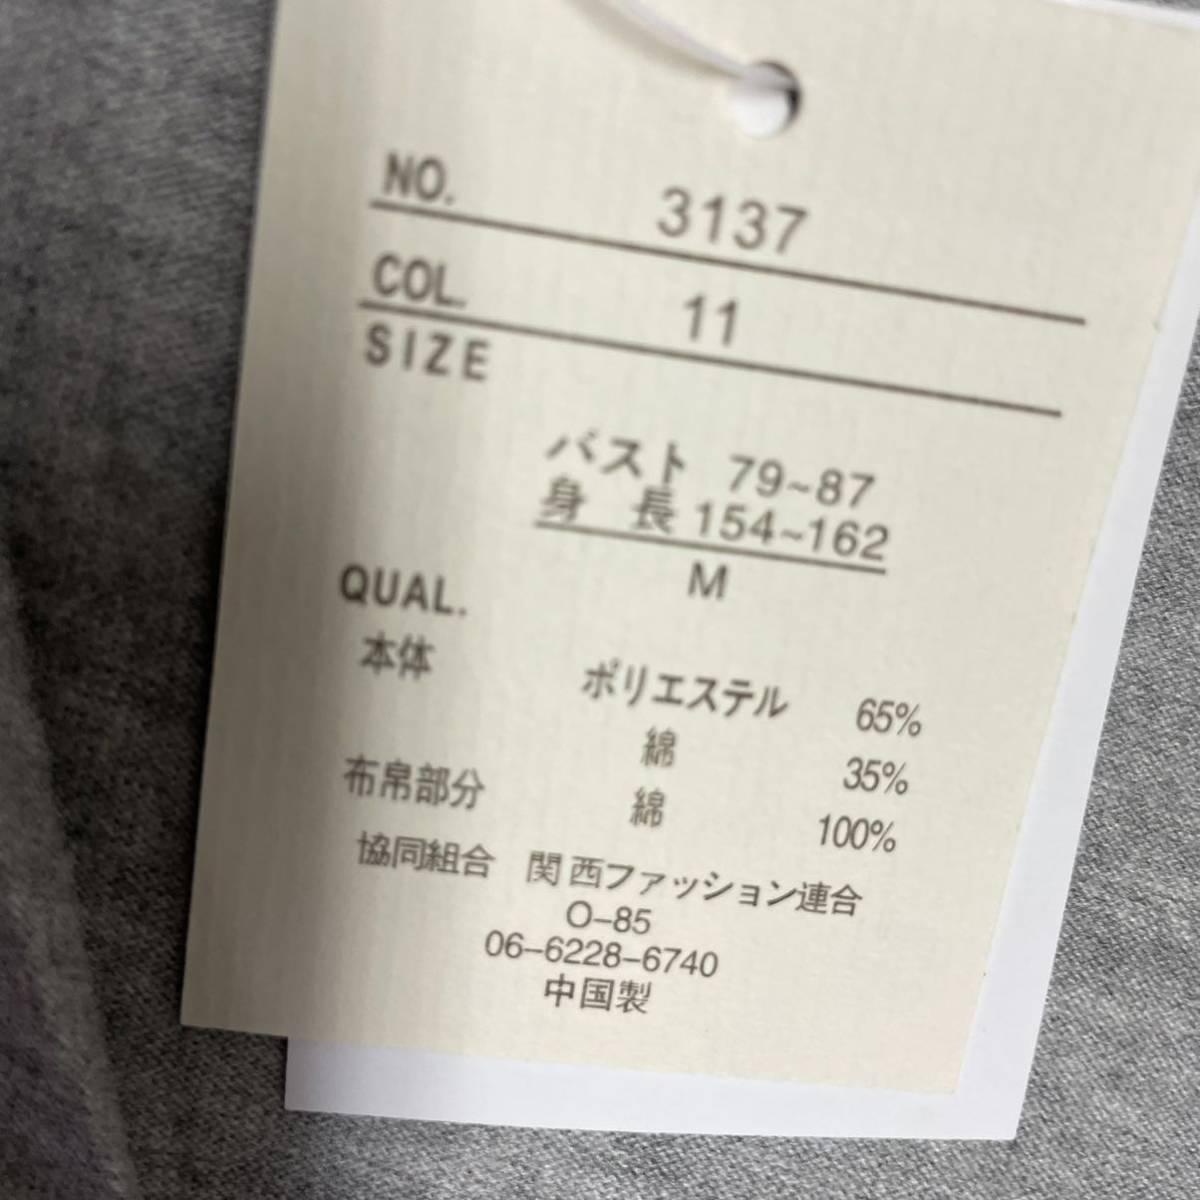 NO. 3137
COL. 11
SIZE
バスト 79~87
身 長 154~162
M
QUAL.
本体 ポリエステル 65%
綿 35%
布帛部分 綿 100%
協同組合 関西ファッション連合
O-85
06-6228-6740
中国製